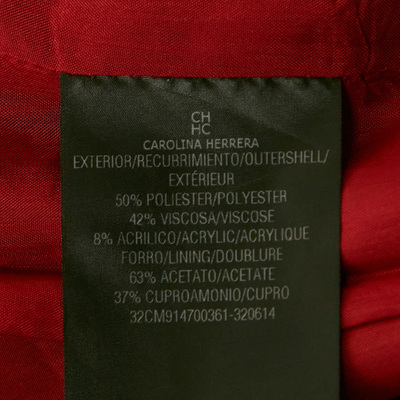 CH
HC
CAROLINA HERRERA
EXTERIOR/RECUBRIMIENTO/OUTERSHELL/
EXTÉRIEUR
50% POLIESTER/POLYESTER
42% VISCOSA/VISCOSE
8% ACRILICO/ACRYLIC/ACRYLIQUE
FORRO/LINING/DOUBLURE
63% ACETATO/ACETATE
37% CUPROAMONIO/CUPRO
32CM914700361-320614